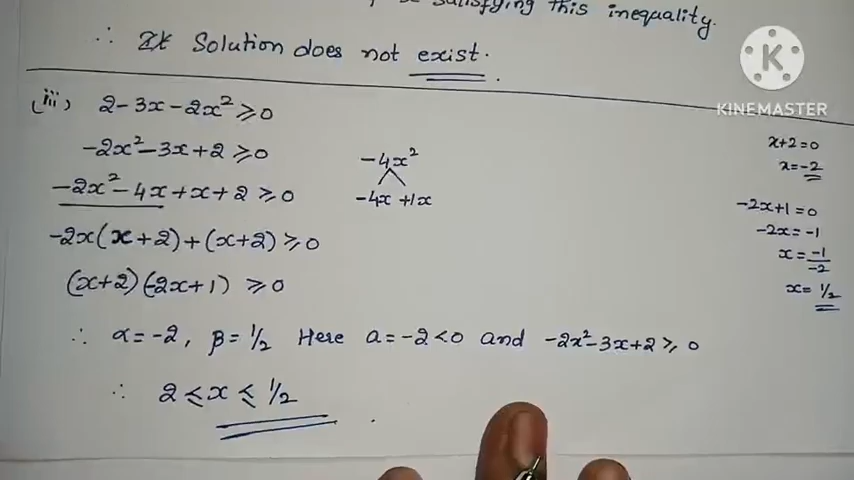 satisfying this inequality.
∴ Solution does not exist.
K
KINEMASTER
(iii) 2-3x-2x² ≥ 0
-2x²-3x+2 ≥ 0
-2x²-4x+x+2 ≥ 0
-2x(x+2)+(x+2) ≥ 0
(x+2)(-2x+1) ≥ 0
-4x²
-4x +1x
x+2=0
x=-2
-2x+1=0
-2x=-1
x=-1/-2
x=1/2
∴ α=-2, β=1/2 Here a=-2<0 and -2x²-3x+2 ≥ 0
∴ 2 ≤ x ≤ 1/2